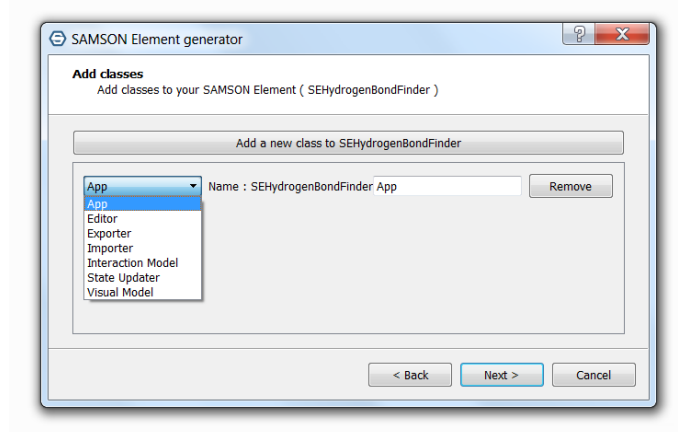 SAMSON Element generator
Add classes
Add classes to your SAMSON Element ( SEHydrogenBondFinder )
Add a new class to SEHydrogenBondFinder
App Name : SEHydrogenBondFinder App Remove
App
Editor
Exporter
Importer
Interaction Model
State Updater
Visual Model
< Back Next > Cancel